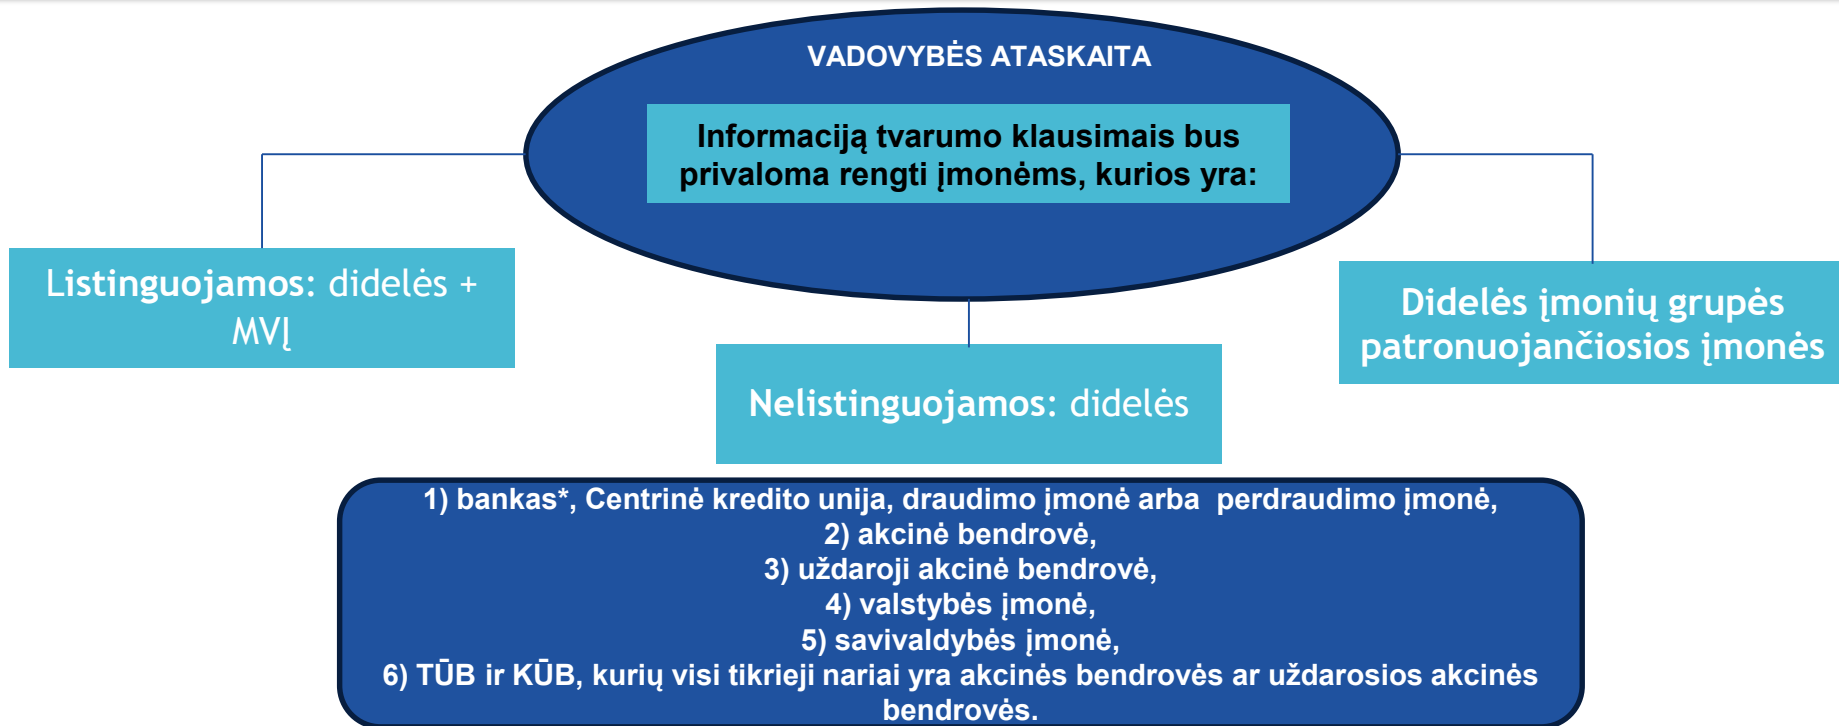 VADOVYBĖS ATASKAITA
Informaciją tvarumo klausimais bus
privaloma rengti įmonėms, kurios yra:
Listinguojamos: didelės +
MVĮ
Nelistinguojamos: didelės
Didelės įmonių grupės
patronuojančiosios įmonės
1) bankas*, Centrinė kredito unija, draudimo įmonė arba perdraudimo įmonė,
2) akcinė bendrovė,
3) uždaroji akcinė bendrovė,
4) valstybės įmonė,
5) savivaldybės įmonė,
6) TŪB ir KŪB, kurių visi tikrieji nariai yra akcinės bendrovės ar uždarosios akcinės
bendrovės.